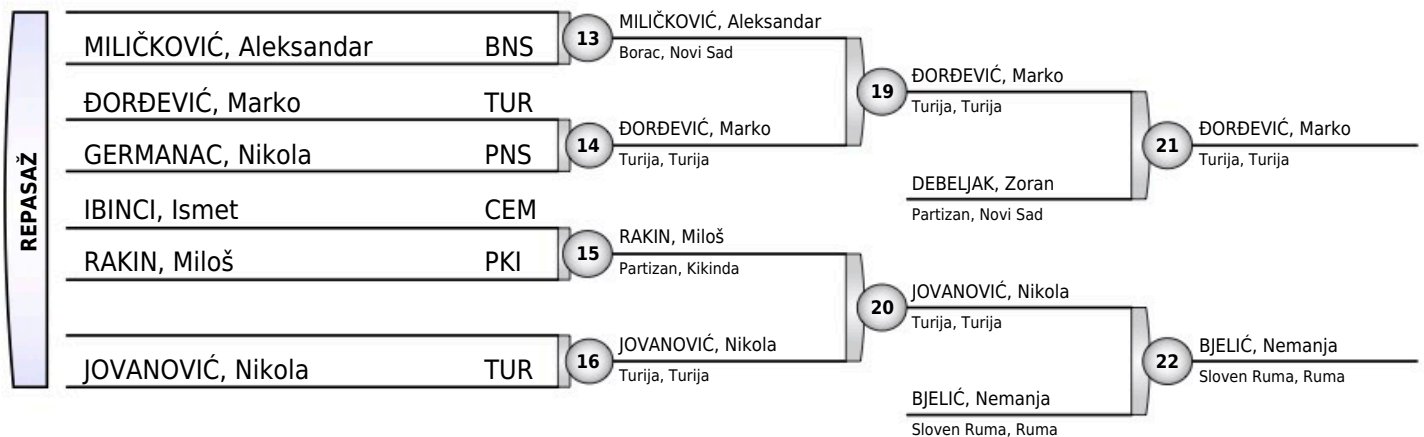 REPASAŽ
MILIČKOVIĆ, Aleksandar BNS
ĐORĐEVIĆ, Marko TUR
GERMANAC, Nikola PNS
IBINCI, Ismet CEM
RAKIN, Miloš PKI
JOVANOVIĆ, Nikola TUR
13
MILIČKOVIĆ, Aleksandar
Borac, Novi Sad
14
ĐORĐEVIĆ, Marko
Turija, Turija
15
RAKIN, Miloš
Partizan, Kikinda
16
JOVANOVIĆ, Nikola
Turija, Turija
19
ĐORĐEVIĆ, Marko
Turija, Turija
DEBELJAK, Zoran
Partizan, Novi Sad
20
JOVANOVIĆ, Nikola
Turija, Turija
BJELIĆ, Nemanja
Sloven Ruma, Ruma
21
ĐORĐEVIĆ, Marko
Turija, Turija
22
BJELIĆ, Nemanja
Sloven Ruma, Ruma